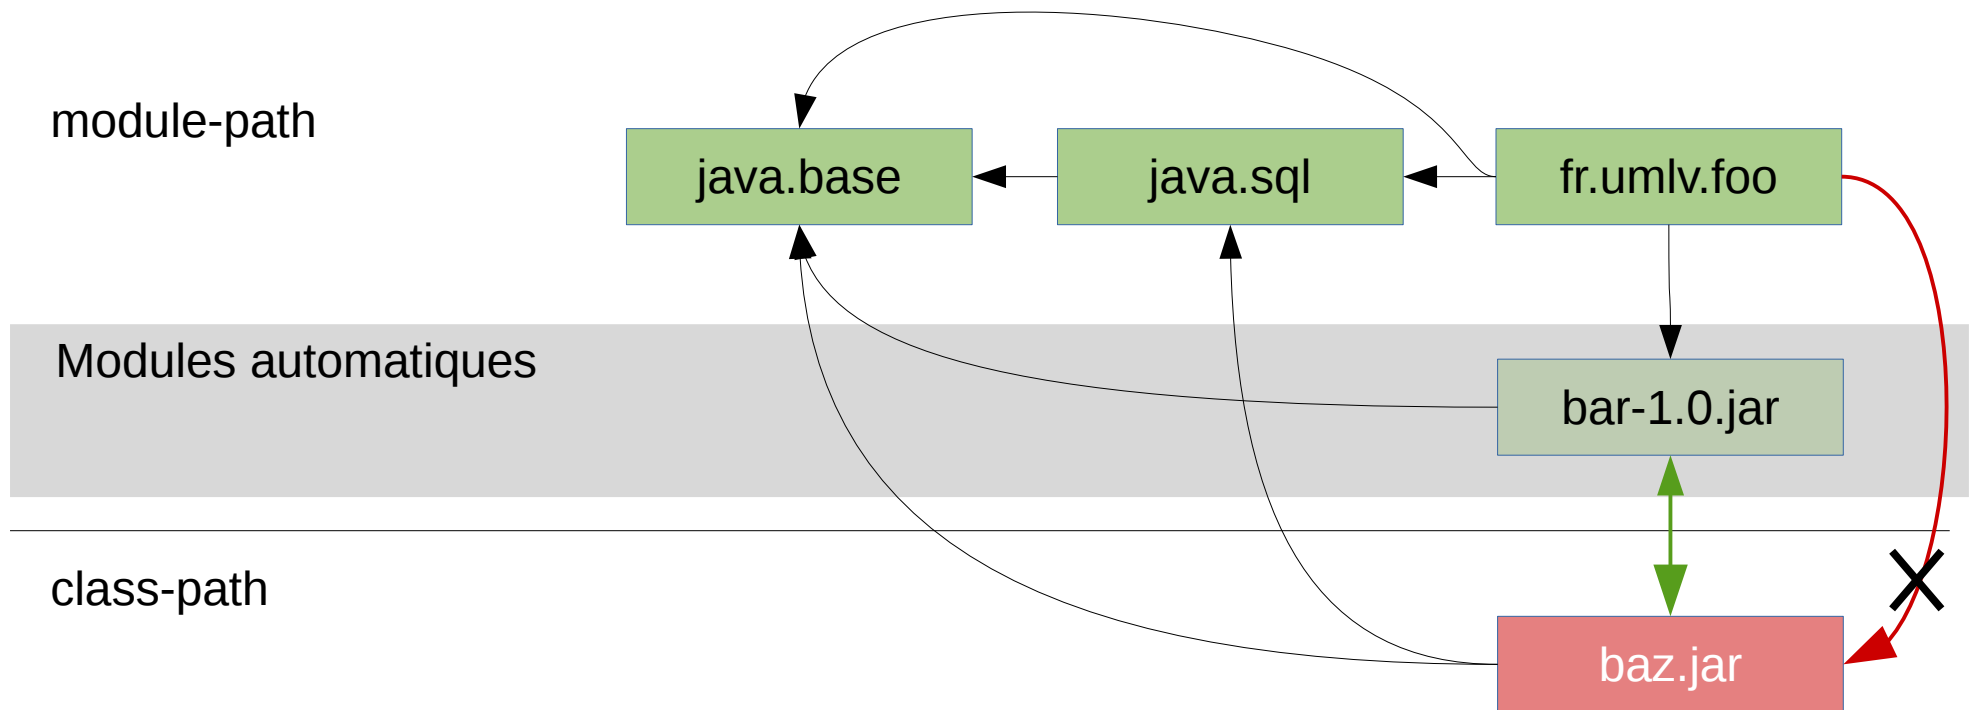 module-path
java.base
java.sql
fr.umlv.foo
Modules automatiques
bar-1.0.jar
class-path
baz.jar